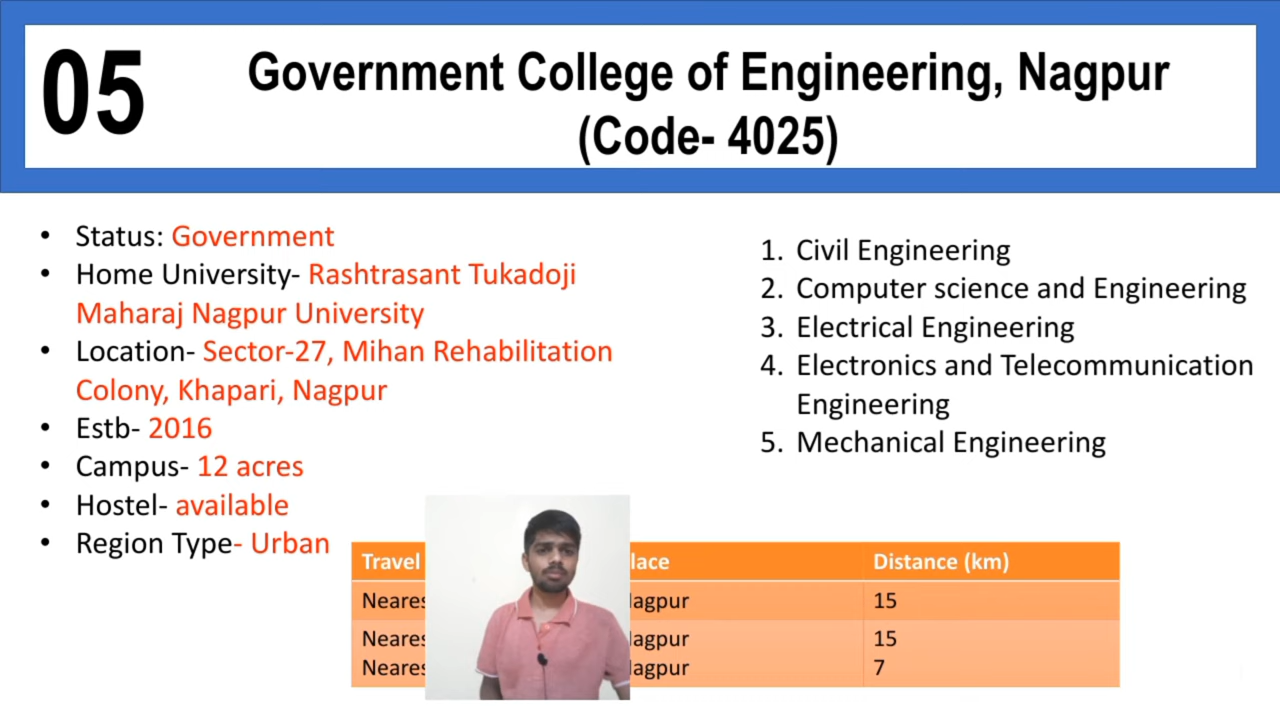 05
Government College of Engineering, Nagpur
(Code- 4025)
• Status: Government
• Home University- Rashtrasant Tukadoji
Maharaj Nagpur University
• Location- Sector-27, Mihan Rehabilitation
Colony, Khapari, Nagpur
• Estb- 2016
• Campus- 12 acres
• Hostel- available
• Region Type- Urban
1. Civil Engineering
2. Computer science and Engineering
3. Electrical Engineering
4. Electronics and Telecommunication
Engineering
5. Mechanical Engineering
Travel Distance (km)
15
15
7